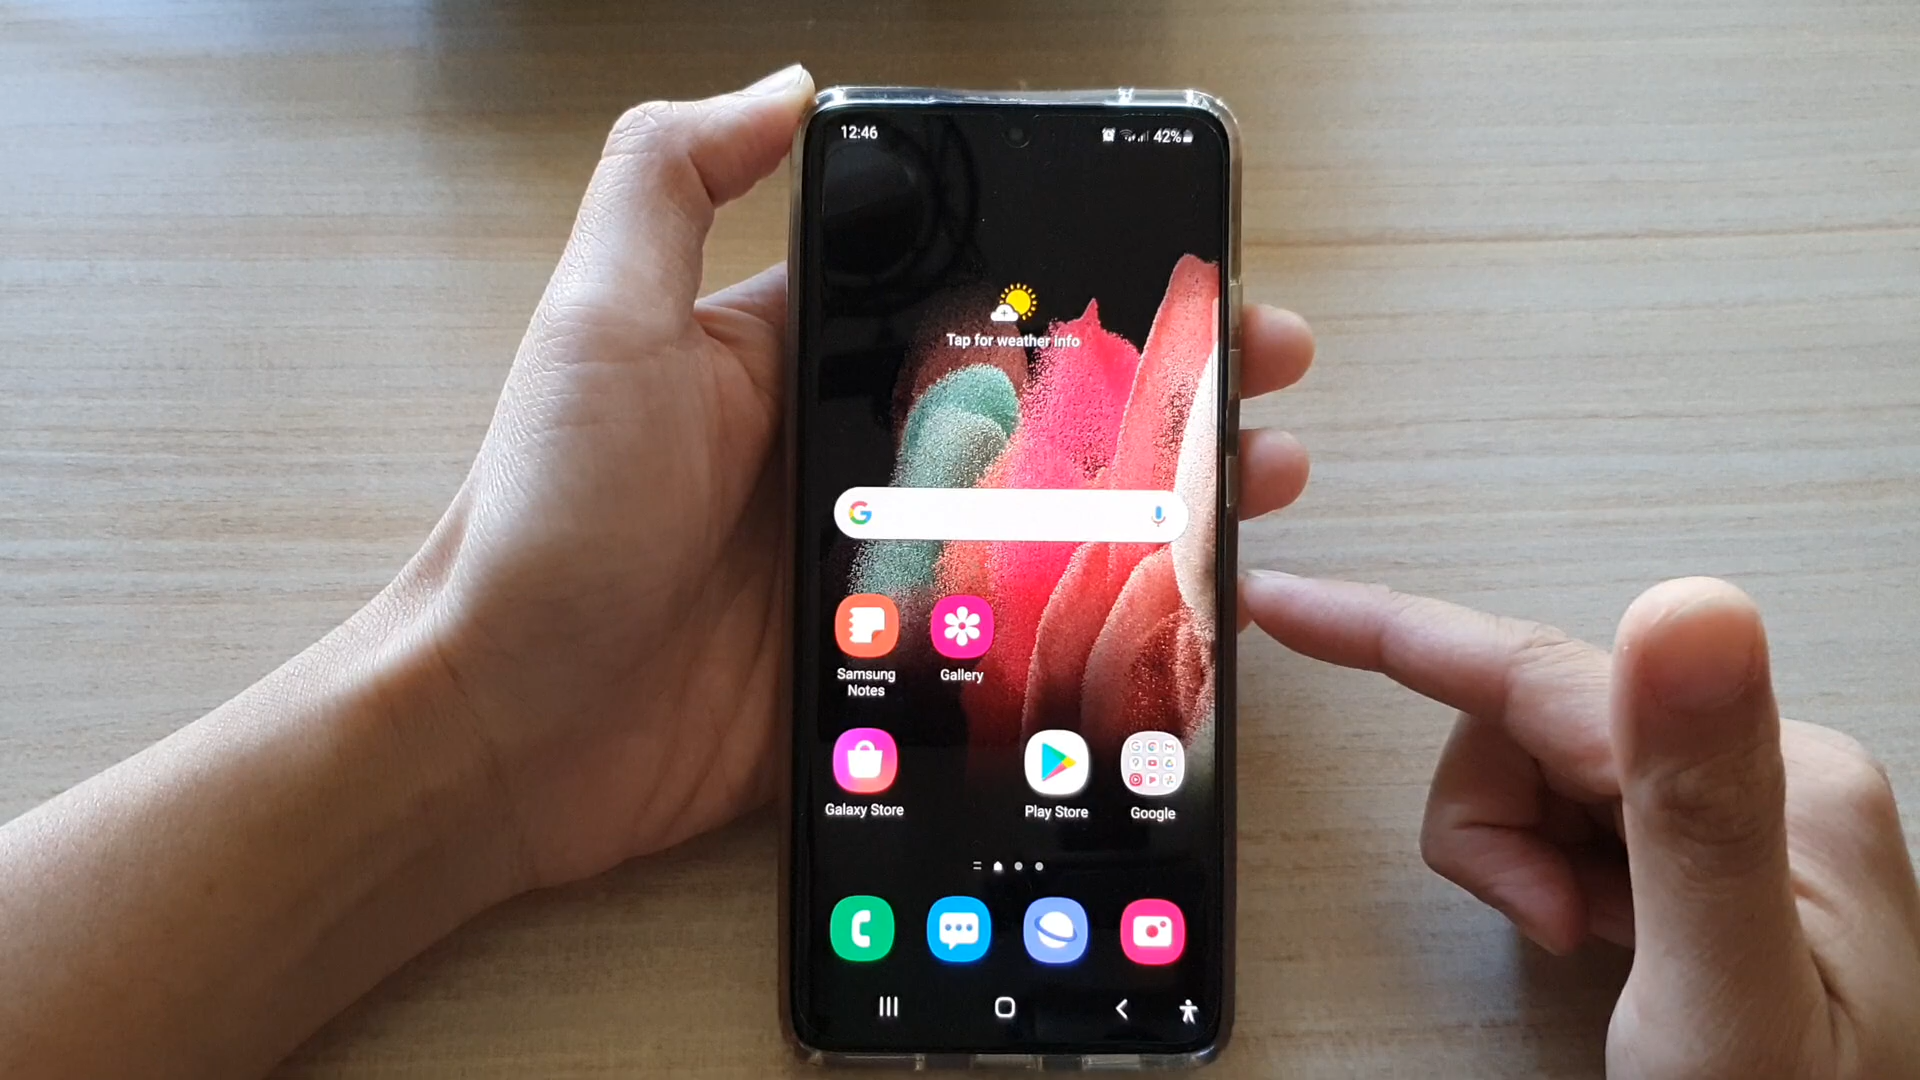 12:46
42%
Tap for weather info
Samsung
Notes
Gallery
Galaxy Store
Play Store
Google